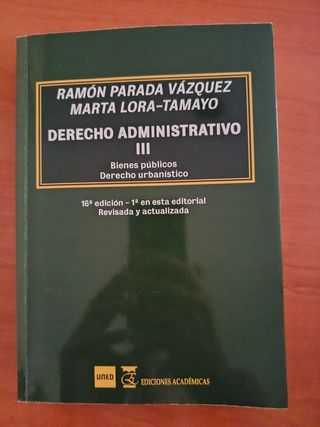 RAMÓN PARADA VÁZQUEZ
MARTA LORA-TAMAYO
DERECHO ADMINISTRATIVO
III
Bienes públicos
Derecho urbanístico
16ª edición - 1ª en esta editorial
Revisada y actualizada
UNED
EDICIONES ACADÉMICAS